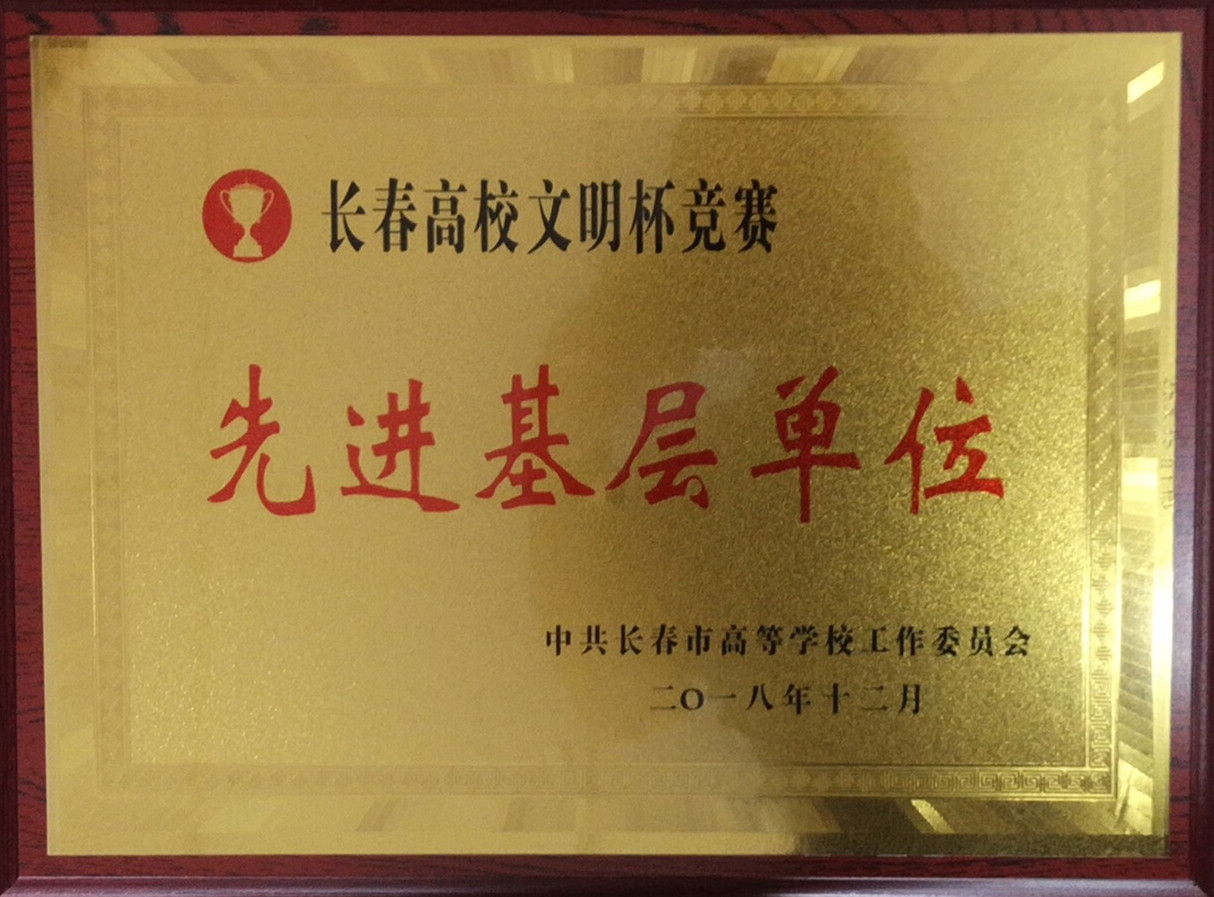 长春高校文明杯竞赛
先进基层单位
中共长春市高等学校工作委员会
二〇一八年十二月